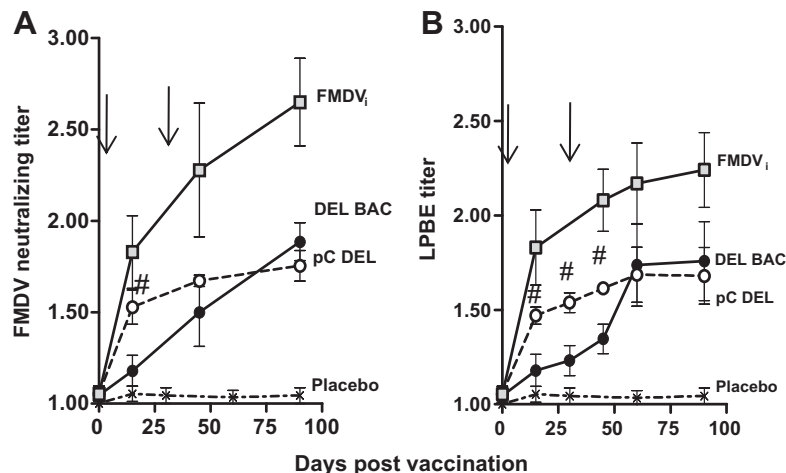 A
FMDV neutralizing titer
3.00
2.50
2.00
1.50
1.00
0
25
50
75
100
FMDVi
DEL BAC
pC DEL
Placebo
#
B
LPBE titer
3.00
2.50
2.00
1.50
1.00
0
25
50
75
100
FMDV i
DEL BAC
pC DEL
Placebo
#
#
#
Days post vaccination